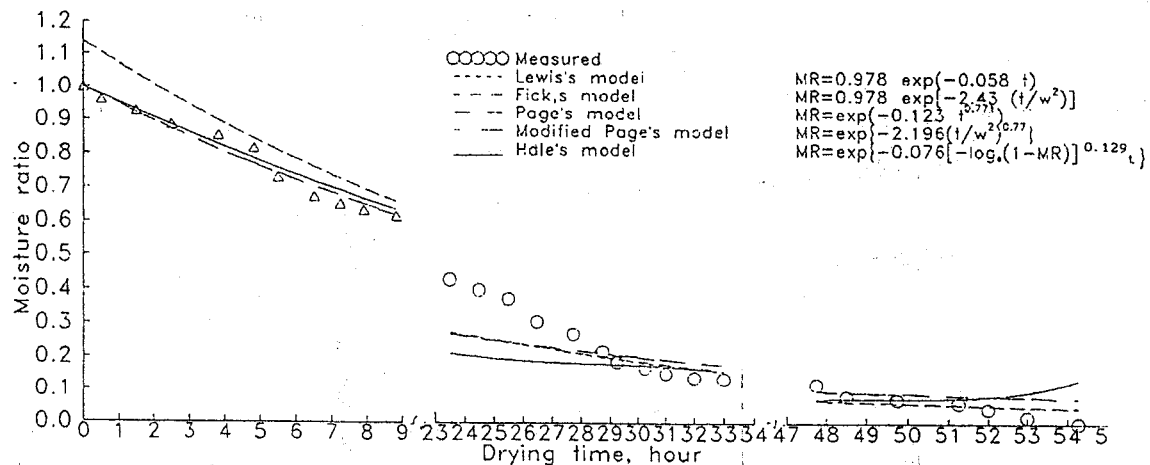 1.2
1.1
1.0
0.9
0.8
0.7
0.6
0.5
0.4
0.3
0.2
0.1
0.0
Moisture ratio
Measured
Lewis's model
Fick,s model
Page's model
Modified Page's model
Hale's model
MR=0.978 exp(-0.058 t)
MR=0.978 exp[-2.43 (t/w²)]
MR=exp(-0.123 t^0.773)
MR=exp{-2.196(t/w²)^0.77}
MR=exp{-0.076[-log.(1-MR)]^0.129 t}
0 1 2 3 4 5 6 7 8 9 23 24 25 26 27 28 29 30 31 32 33 34 47 48 49 50 51 52 53 54 5
Drying time, hour